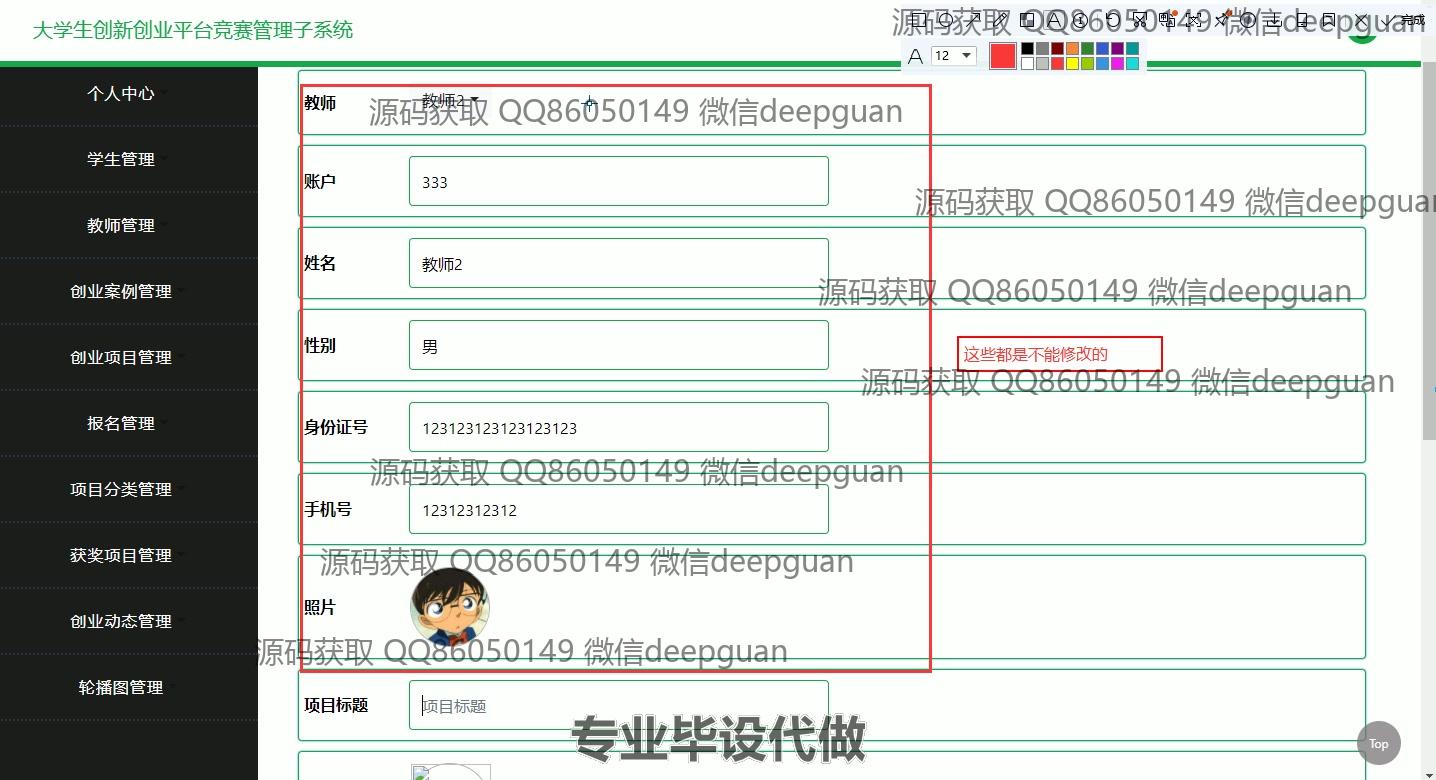 大学生创新创业平台竞赛管理子系统
源码获取 QQ86050149 微信deepguan
完成
A 12
个人中心
学生管理
教师管理
创业案例管理
创业项目管理
报名管理
项目分类管理
获奖项目管理
创业动态管理
轮播图管理
教师
教师2
源码获取 QQ86050149 微信deepguan
账户
333
源码获取 QQ86050149 微信deepguan
姓名
教师2
源码获取 QQ86050149 微信deepguan
性别
男
这些都是不能修改的
源码获取 QQ86050149 微信deepguan
身份证号
123123123123123123
源码获取 QQ86050149 微信deepguan
手机号
12312312312
源码获取 QQ86050149 微信deepguan
照片
源码获取 QQ86050149 微信deepguan
项目标题
项目标题
专业毕设代做
Top